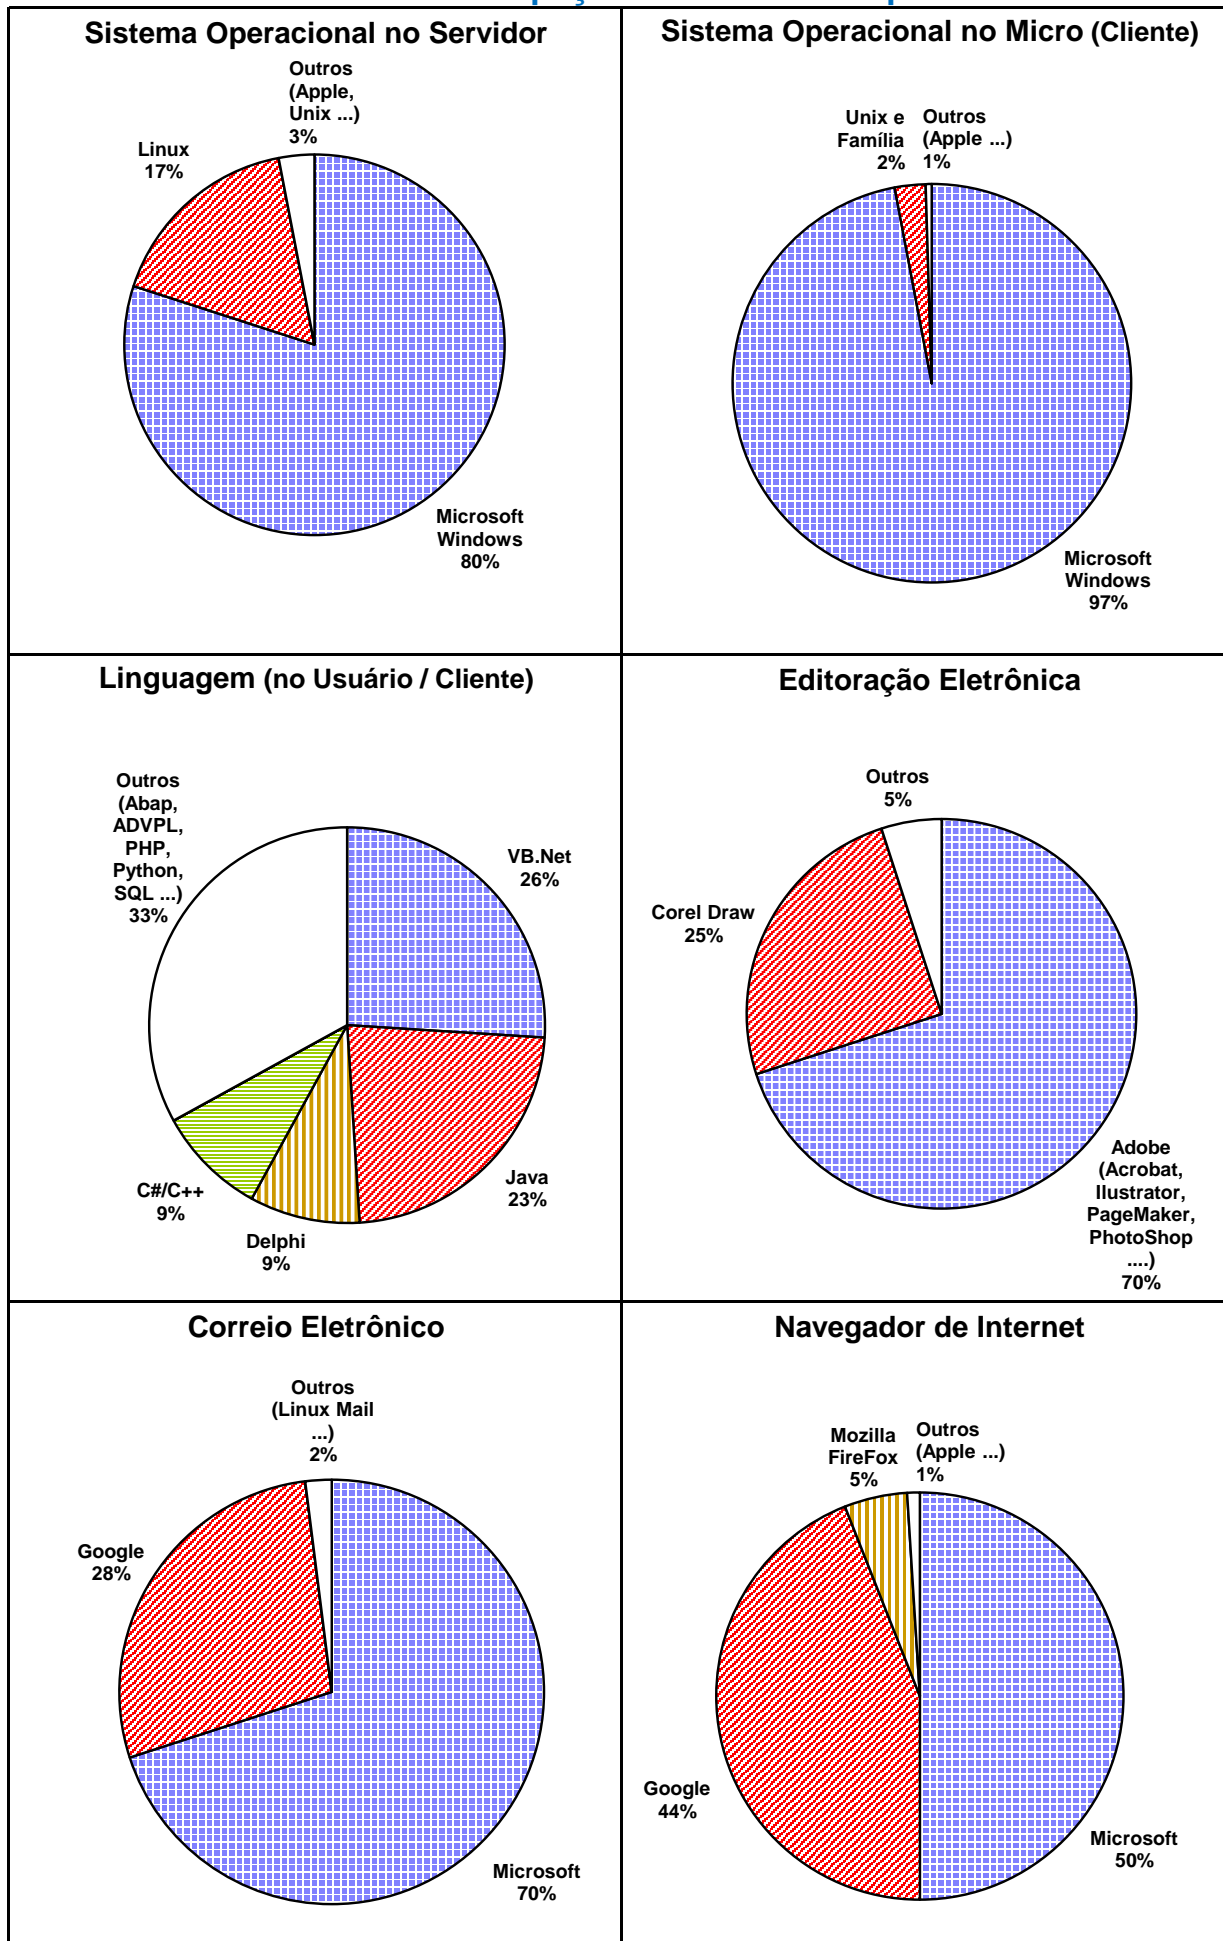 Sistema Operacional no Servidor
Outros
(Apple,
Unix ...)
3%
Linux
17%
Microsoft
Windows
80%
Sistema Operacional no Micro (Cliente)
Unix e
Família
2%
Outros
(Apple ...)
1%
Microsoft
Windows
97%
Linguagem (no Usuário / Cliente)
Outros
(Abap,
ADVPL,
PHP,
Python,
SQL ...)
33%
VB.Net
26%
Java
23%
Delphi
9%
C#/C++
9%
Editoração Eletrônica
Outros
5%
Corel Draw
25%
Adobe
(Acrobat,
Ilustrator,
PageMaker,
PhotoShop
....)
70%
Correio Eletrônico
Outros
(Linux Mail
...)
2%
Google
28%
Microsoft
70%
Navegador de Internet
Mozilla
FireFox
5%
Outros
(Apple ...)
1%
Google
44%
Microsoft
50%